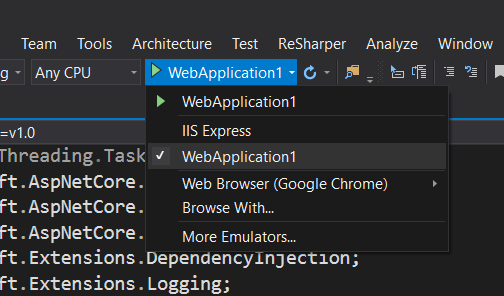 Team Tools Architecture Test ReSharper Analyze Window
Any CPU WebApplication1
WebApplication1
=v1.0
IIS Express
Threading.Task
WebApplication1
ft.AspNetCore.
Web Browser (Google Chrome)
ft.AspNetCore.
Browse With...
ft.AspNetCore.
More Emulators...
ft.Extensions.DependencyInjection;
ft.Extensions.Logging;